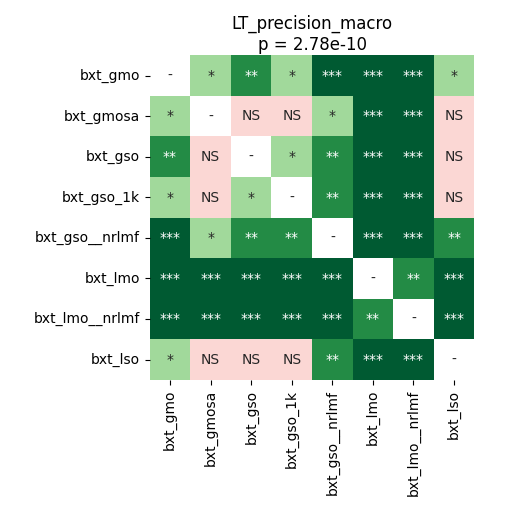 LT_precision_macro
p = 2.78e-10
bxt_gmo - * ** * *** *** *** *
bxt_gmosa * - NS NS * *** *** NS
bxt_gso ** NS - * ** *** *** NS
bxt_gso_1k * NS * - ** *** *** NS
bxt_gso__nrlmf *** * ** ** - *** *** **
bxt_lmo *** *** *** *** *** - ** ***
bxt_lmo__nrlmf *** *** *** *** *** ** - ***
bxt_lso * NS NS NS ** *** *** -
bxt_gmo
bxt_gmosa
bxt_gso
bxt_gso_1k
bxt_gso__nrlmf
bxt_lmo
bxt_lmo__nrlmf
bxt_lso